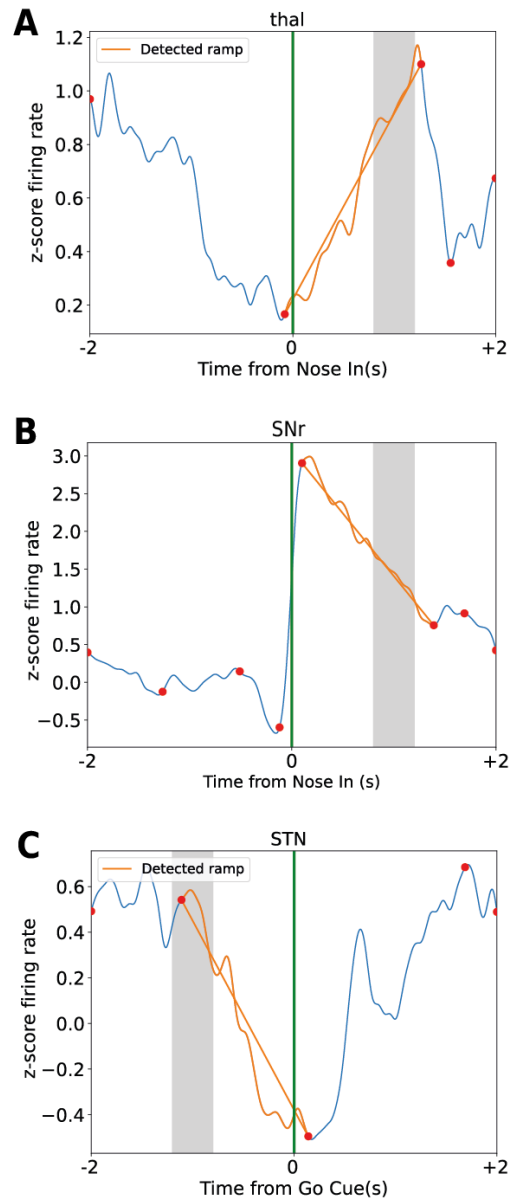 A
thal
Detected ramp
1.2
1.0
0.8
0.6
0.4
0.2
z-score firing rate
-2
0
+2
Time from Nose In(s)
B
SNr
3.0
2.5
2.0
1.5
1.0
0.5
0.0
−0.5
z-score firing rate
-2
0
+2
Time from Nose In (s)
C
STN
Detected ramp
0.6
0.4
0.2
0.0
−0.2
−0.4
z-score firing rate
-2
0
+2
Time from Go Cue(s)